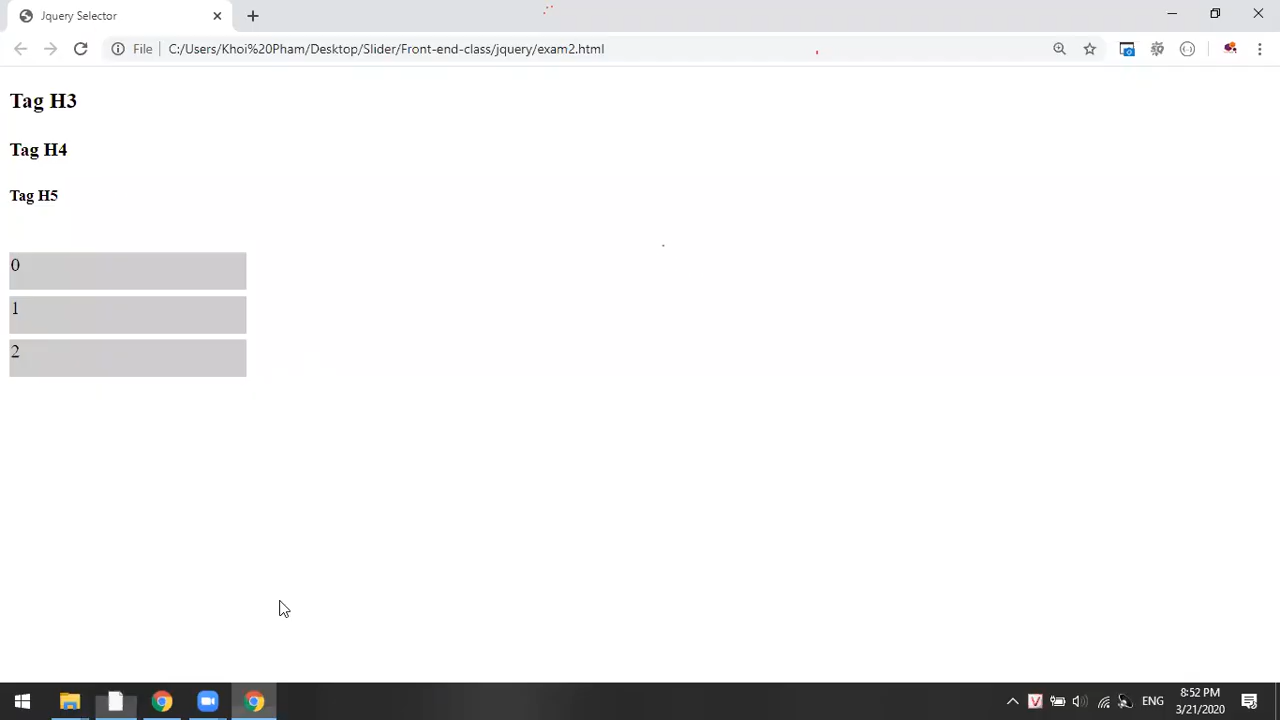 Jquery Selector
File
C:/Users/Khoi%20Pham/Desktop/Slider/Front-end-class/jquery/exam2.html
Tag H3
Tag H4
Tag H5
0
1
2
V
ENG
8:52 PM
3/21/2020